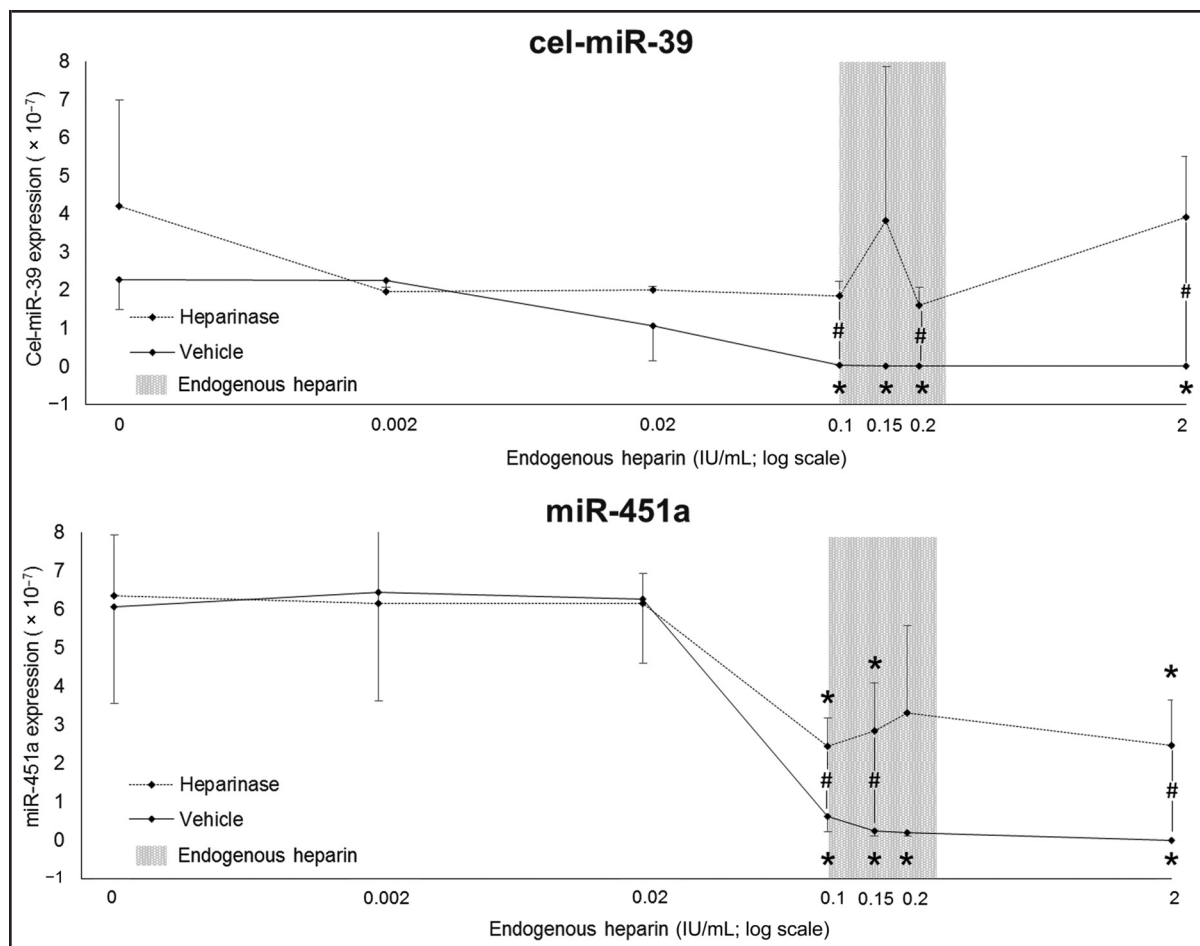 cel-miR-39
Cel-miR-39 expression ( × 10⁻⁷)
8
7
6
5
4
3
2
1
0
−1
Heparinase
Vehicle
Endogenous heparin
# # #
* * * *
0 0.002 0.02 0.1 0.15 0.2 2
Endogenous heparin (IU/mL; log scale)
miR-451a
miR-451a expression ( × 10⁻⁷)
8
7
6
5
4
3
2
1
0
−1
* * *
Heparinase
Vehicle
Endogenous heparin
# # #
* * * *
0 0.002 0.02 0.1 0.15 0.2 2
Endogenous heparin (IU/mL; log scale)